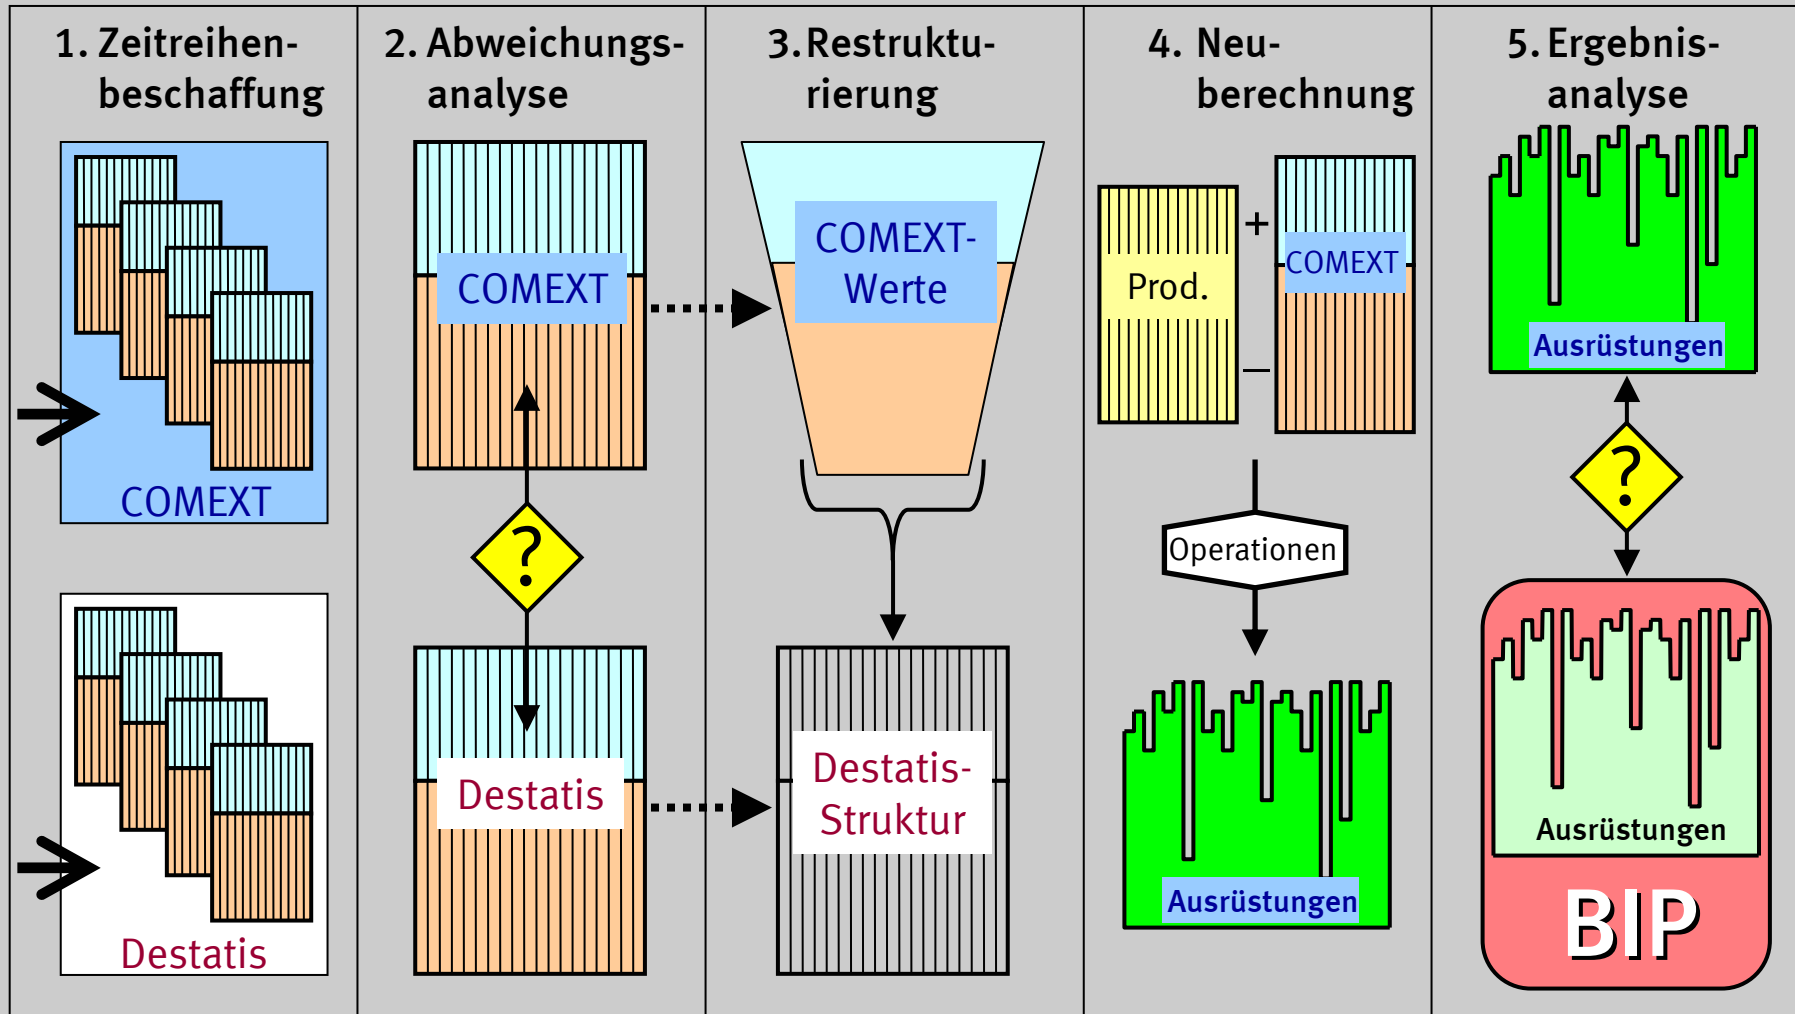 1. Zeitreihen-
beschaffung
COMEXT
Destatis
2. Abweichungs-
analyse
COMEXT
?
Destatis
3. Restruktu-
rierung
COMEXT-
Werte
Destatis-
Struktur
4. Neu-
berechnung
Prod.
+
–
COMEXT
Operationen
Ausrüstungen
5. Ergebnis-
analyse
Ausrüstungen
?
Ausrüstungen
BIP